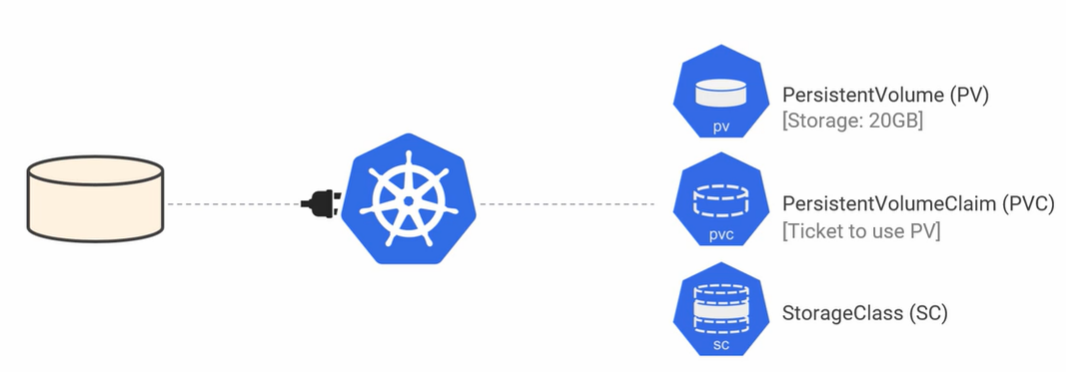 pv
PersistentVolume (PV)
[Storage: 20GB]
pvc
PersistentVolumeClaim (PVC)
[Ticket to use PV]
sc
StorageClass (SC)